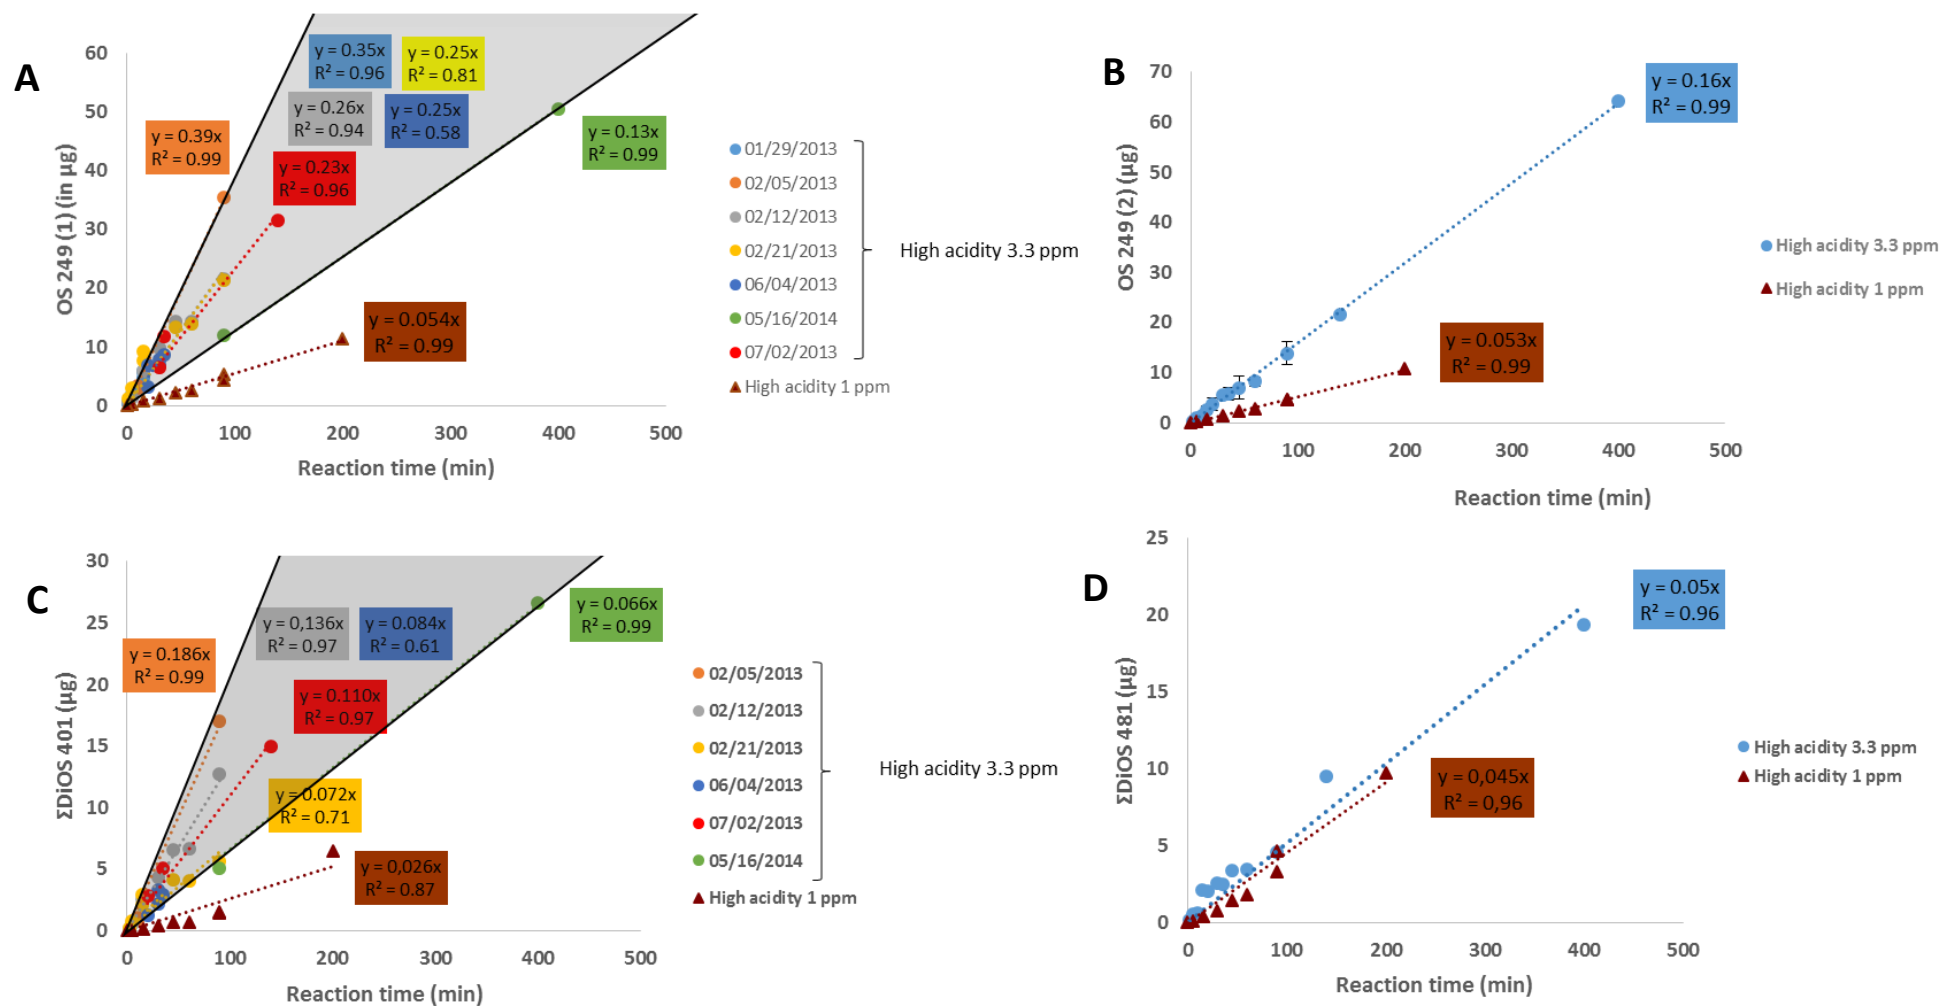 A
OS 249 (1) (in µg)
60
50
40
30
20
10
0
0 100 200 300 400 500
Reaction time (min)
y = 0.35x
R² = 0.96
y = 0.25x
R² = 0.81
y = 0.26x
R² = 0.94
y = 0.25x
R² = 0.58
y = 0.39x
R² = 0.99
y = 0.23x
R² = 0.96
y = 0.13x
R² = 0.99
y = 0.054x
R² = 0.99
01/29/2013
02/05/2013
02/12/2013
02/21/2013
06/04/2013
05/16/2014
07/02/2013
High acidity 1 ppm
High acidity 3.3 ppm
B
OS 249 (2) (µg)
70
60
50
40
30
20
10
0
0 100 200 300 400 500
Reaction time (min)
y = 0.16x
R² = 0.99
y = 0.053x
R² = 0.99
High acidity 3.3 ppm
High acidity 1 ppm
C
ΣDiOS 401 (µg)
30
25
20
15
10
5
0
0 100 200 300 400 500
Reaction time (min)
y = 0.186x
R² = 0.99
y = 0,136x
R² = 0.97
y = 0.084x
R² = 0.61
y = 0.066x
R² = 0.99
y = 0.110x
R² = 0.97
y = 0.072x
R² = 0.71
y = 0,026x
R² = 0.87
02/05/2013
02/12/2013
02/21/2013
06/04/2013
07/02/2013
05/16/2014
High acidity 1 ppm
High acidity 3.3 ppm
D
ΣDiOS 481 (µg)
25
20
15
10
5
0
0 100 200 300 400 500
Reaction time (min)
y = 0.05x
R² = 0.96
y = 0,045x
R² = 0,96
High acidity 3.3 ppm
High acidity 1 ppm